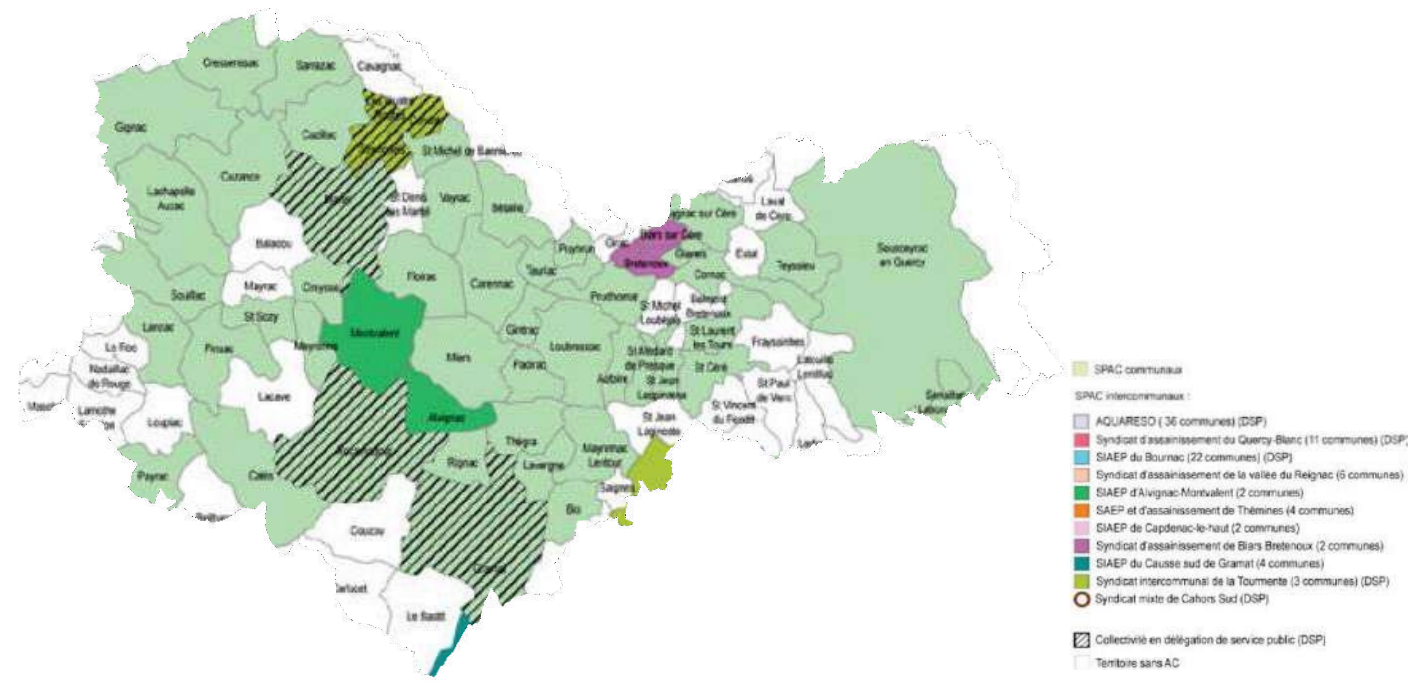 Cressensac
Sarrazac
Cavagnac
Gignac
Cazillac
St Michel de Bannières
Cuzance
Lachapelle
Auzac
Martel
St Denis
les Martel
Vayrac
Bétaille
Laval
de Cère
Gagnac sur Cère
Biars sur Cère
Girac
Puybrun
Baladou
Bretenoux
Glanes
Estal
Teyssieu
Sousceyrac
en Quercy
Cornac
Tauriac
Floirac
Carennac
Mayrac
Creysse
Souillac
Prudhomat
St Michel
Loubéjou
Belmont
Bretenoux
St Sozy
Lanzac
Pinsac
Meyronne
Montvalent
Gintrac
Loubressac
St Laurent
les Tours
Frayssinhes
Le Roc
Nadaillac
de Rouge
Miers
Padirac
Autoire
St Médard
de Presque
St Jean
Lespinasse
St Céré
Latouille
Lentillac
St Paul
de Vern
Lacave
Lamothe
Loupiac
Alvignac
St Vincent
du Pendit
St Jean
Lagineste
Thégra
Mayrinhac
Lentour
Rocamadour
Rignac
Lavergne
Payrac
Calès
Saignes
Bio
Couzou
Gramat
Carlucet
Le Bastit
SPAC communaux
SPAC intercommunaux :
AQUARESO ( 36 communes) (DSP)
Syndicat d'assainissement du Quercy-Blanc (11 communes) (DSP)
SIAEP du Bournac (22 communes) (DSP)
Syndicat d'assainissement de la vallée du Reignac (6 communes)
SIAEP d'Alvignac-Montvalent (2 communes)
SAEP et d'assainissement de Thémines (4 communes)
SIAEP de Capdenac-le-haut (2 communes)
Syndicat d'assainissement de Biars Bretenoux (2 communes)
SIAEP du Causse sud de Gramat (4 communes)
Syndicat intercommunal de la Tourmente (3 communes) (DSP)
Syndicat mixte de Cahors Sud (DSP)
Collectivité en délégation de service public (DSP)
Territoire sans AC